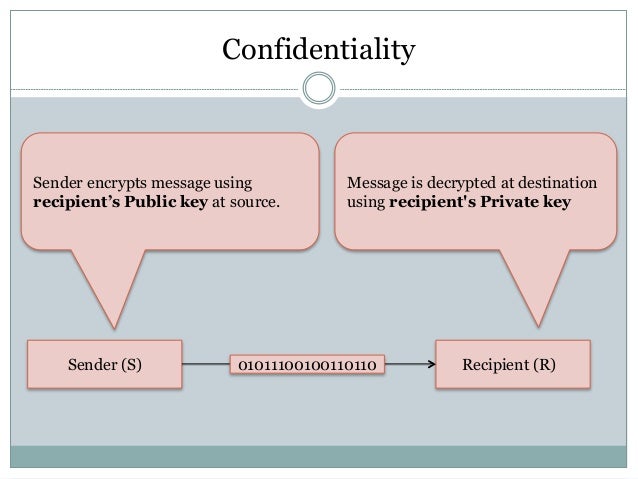 Confidentiality
Sender encrypts message using
recipient’s Public key at source.
Message is decrypted at destination
using recipient's Private key
Sender (S)
01011100100110110
Recipient (R)